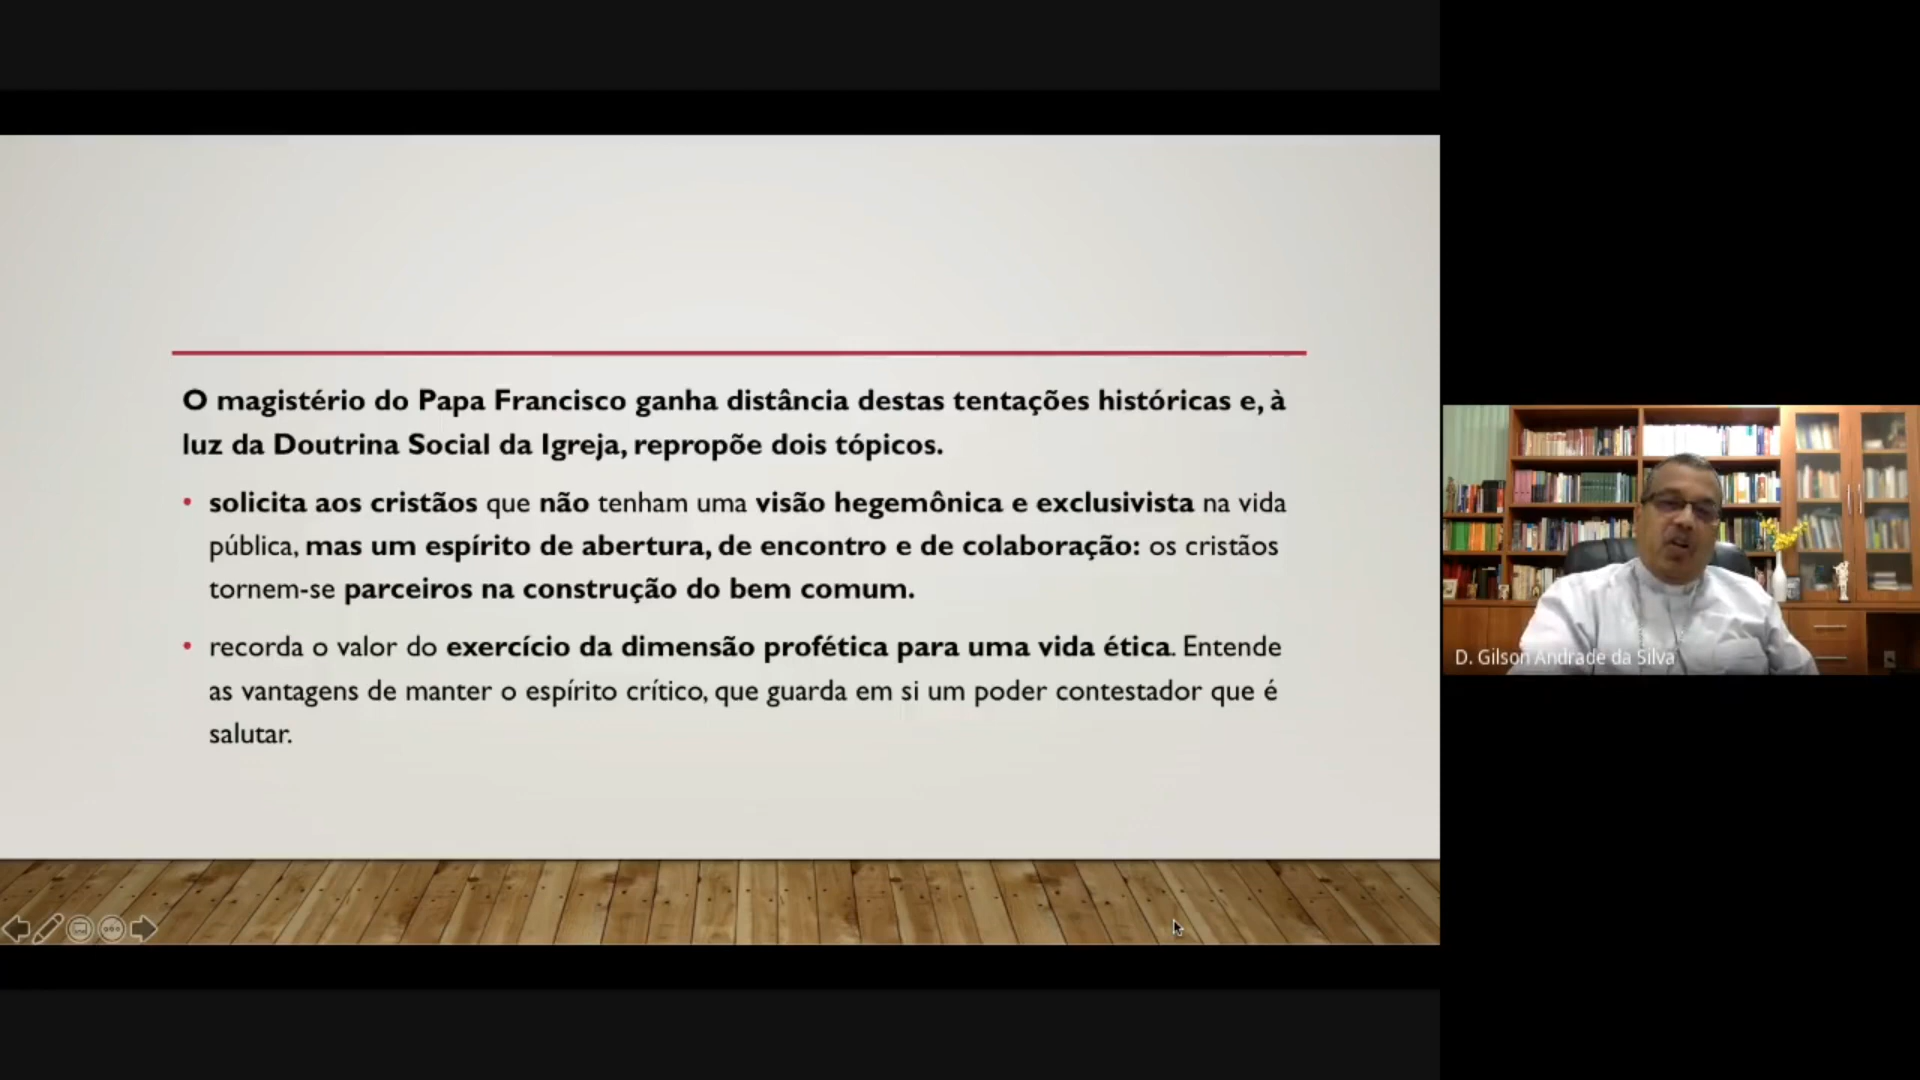 O magistério do Papa Francisco ganha distância destas tentações históricas e, à
luz da Doutrina Social da Igreja, repropõe dois tópicos.
• solicita aos cristãos que não tenham uma visão hegemônica e exclusivista na vida
pública, mas um espírito de abertura, de encontro e de colaboração: os cristãos
tornem-se parceiros na construção do bem comum.
• recorda o valor do exercício da dimensão profética para uma vida ética. Entende
as vantagens de manter o espírito crítico, que guarda em si um poder contestador que é
salutar.
D. Gilson Andrade da Silva